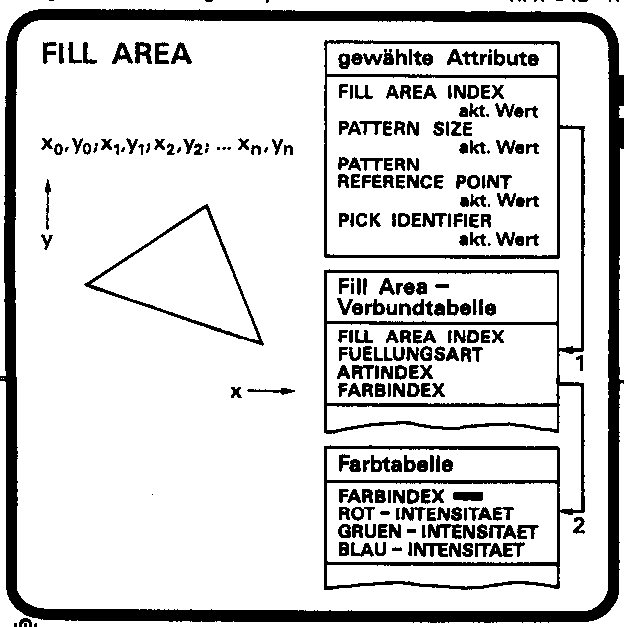 FILL AREA
x0,y0;x1,y1;x2,y2; ... xn,yn
y
x
gewählte Attribute
FILL AREA INDEX
akt. Wert
PATTERN SIZE
akt. Wert
PATTERN
REFERENCE POINT
akt. Wert
PICK IDENTIFIER
akt. Wert
Fill Area –
Verbundtabelle
FILL AREA INDEX
FUELLUNGSART
ARTINDEX
FARBINDEX
1
Farbtabelle
FARBINDEX
ROT – INTENSITAET
GRUEN – INTENSITAET
BLAU – INTENSITAET
2